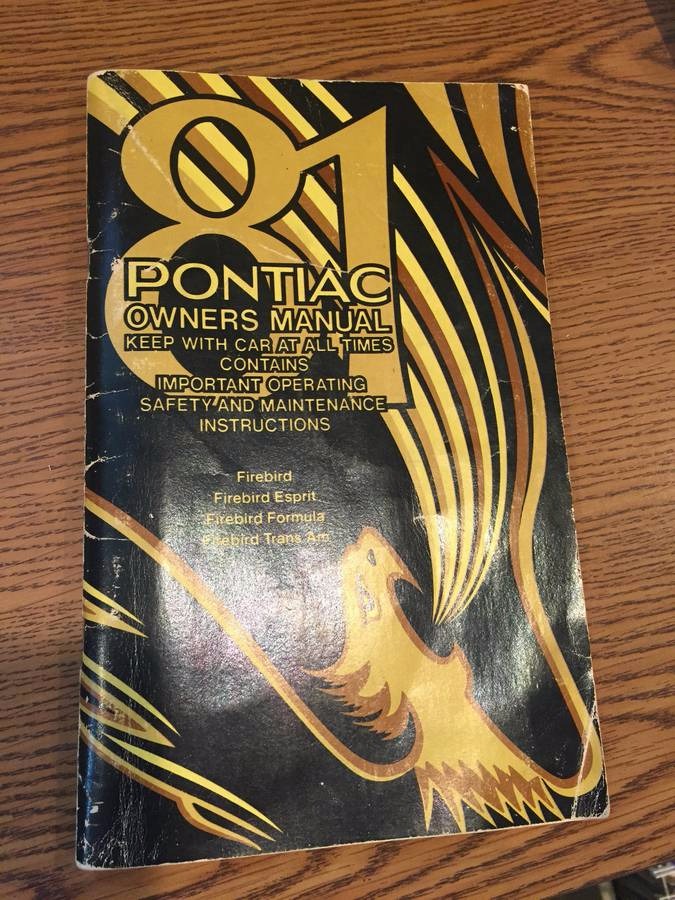 81
PONTIAC
OWNERS MANUAL
KEEP WITH CAR AT ALL TIMES
CONTAINS
IMPORTANT OPERATING
SAFETY AND MAINTENANCE
INSTRUCTIONS
Firebird
Firebird Esprit
Firebird Formula
Firebird Trans Am